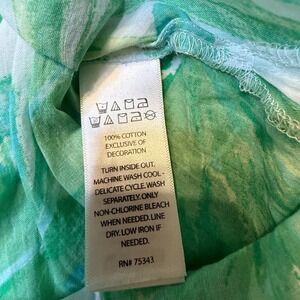 100% COTTON
EXCLUSIVE OF
DECORATION
TURN INSIDE OUT.
MACHINE WASH COOL -
DELICATE CYCLE. WASH
SEPARATELY. ONLY
NON-CHLORINE BLEACH
WHEN NEEDED. LINE
DRY. LOW IRON IF
NEEDED.
RN# 75343